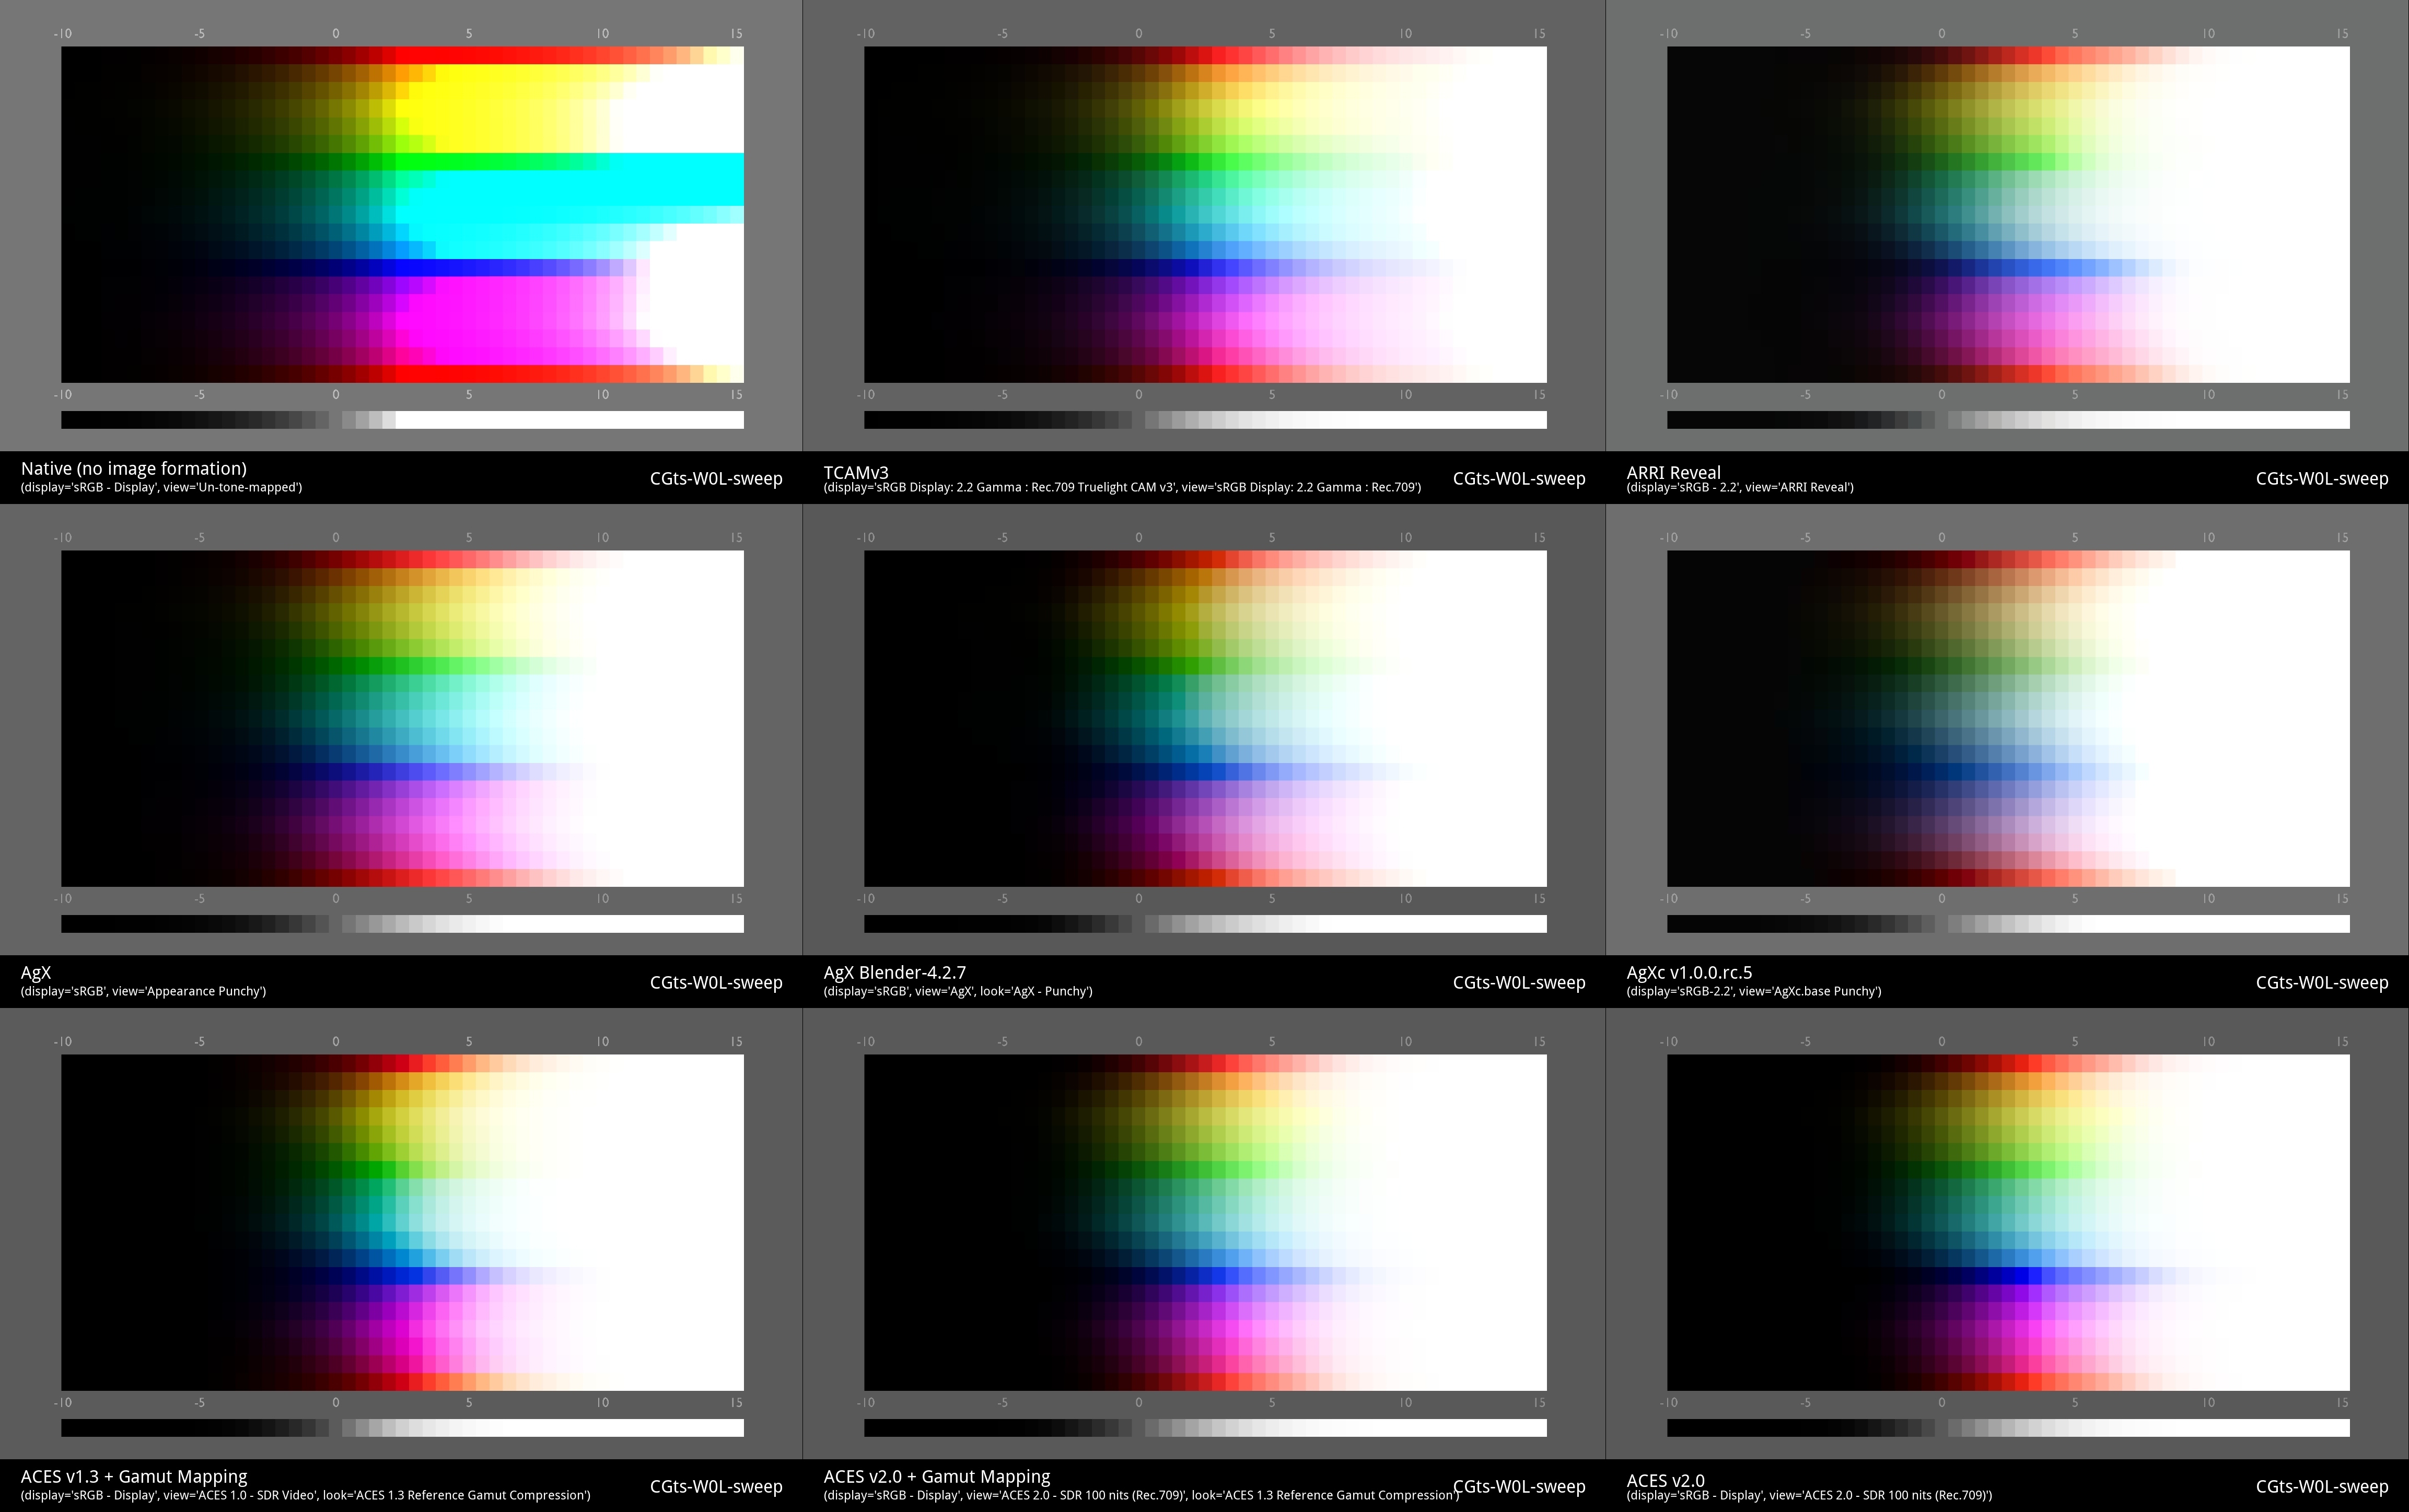 -10 -5 0 5 10 15
-10 -5 0 5 10 15
Native (no image formation)
(display='sRGB - Display', view='Un-tone-mapped')
CGts-W0L-sweep
-10 -5 0 5 10 15
-10 -5 0 5 10 15
TCAMv3
(display='sRGB Display: 2.2 Gamma : Rec.709 Truelight CAM v3', view='sRGB Display: 2.2 Gamma : Rec.709')
CGts-W0L-sweep
-10 -5 0 5 10 15
-10 -5 0 5 10 15
ARRI Reveal
(display='sRGB - 2.2', view='ARRI Reveal')
CGts-W0L-sweep
-10 -5 0 5 10 15
-10 -5 0 5 10 15
AgX
(display='sRGB', view='Appearance Punchy')
CGts-W0L-sweep
-10 -5 0 5 10 15
-10 -5 0 5 10 15
AgX Blender-4.2.7
(display='sRGB', view='AgX', look='AgX - Punchy')
CGts-W0L-sweep
-10 -5 0 5 10 15
-10 -5 0 5 10 15
AgXc v1.0.0.rc.5
(display='sRGB-2.2', view='AgXc.base Punchy')
CGts-W0L-sweep
-10 -5 0 5 10 15
-10 -5 0 5 10 15
ACES v1.3 + Gamut Mapping
(display='sRGB - Display', view='ACES 1.0 - SDR Video', look='ACES 1.3 Reference Gamut Compression')
CGts-W0L-sweep
-10 -5 0 5 10 15
-10 -5 0 5 10 15
ACES v2.0 + Gamut Mapping
(display='sRGB - Display', view='ACES 2.0 - SDR 100 nits (Rec.709)', look='ACES 1.3 Reference Gamut Compression')
CGts-W0L-sweep
-10 -5 0 5 10 15
-10 -5 0 5 10 15
ACES v2.0
(display='sRGB - Display', view='ACES 2.0 - SDR 100 nits (Rec.709)')
CGts-W0L-sweep